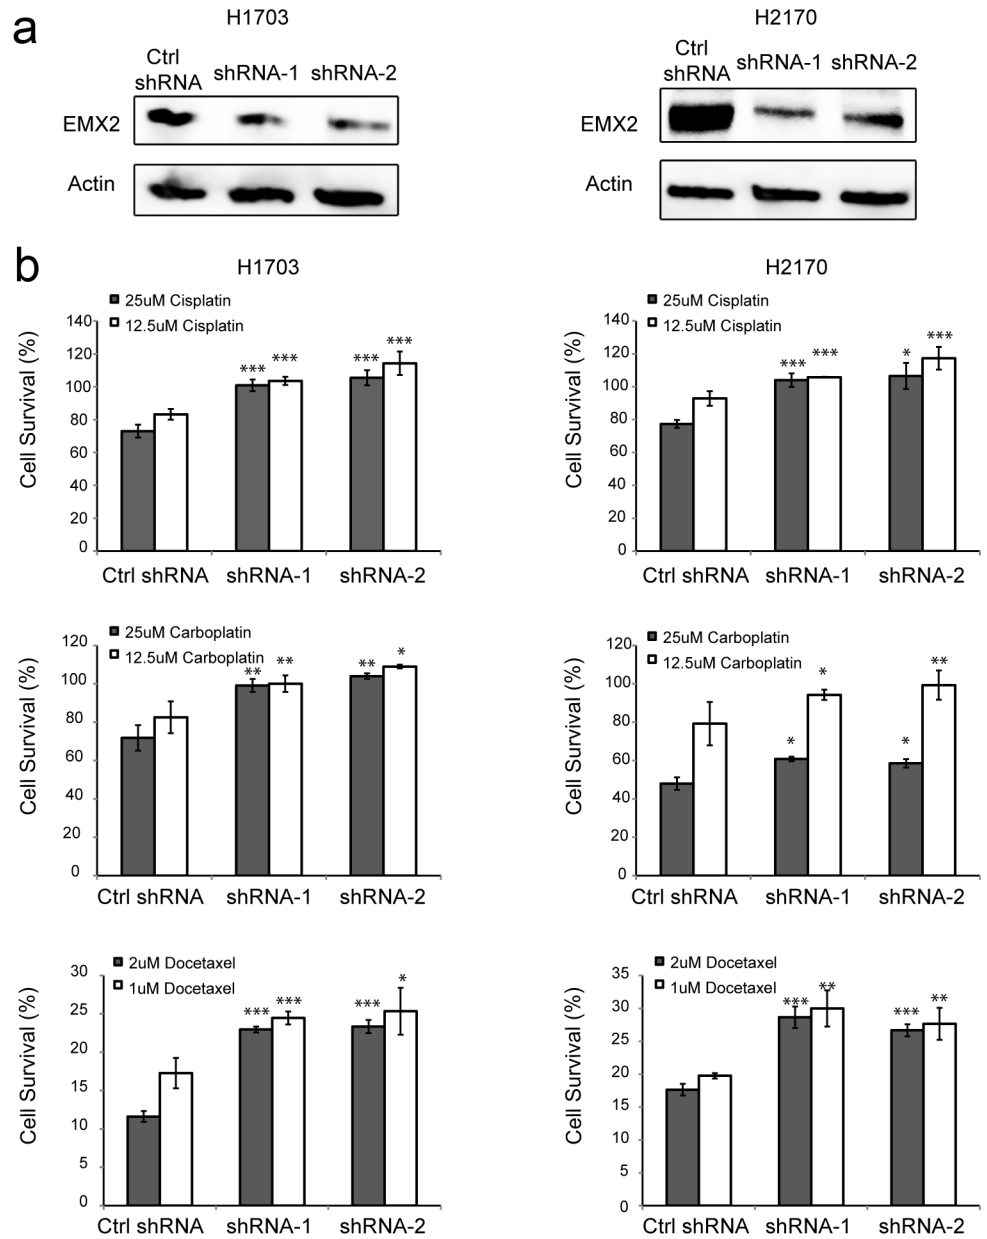 a
H1703
Ctrl
shRNA
shRNA-1
shRNA-2
EMX2
Actin
H2170
Ctrl
shRNA
shRNA-1
shRNA-2
EMX2
Actin
b
H1703
25uM Cisplatin
12.5uM Cisplatin
Cell Survival (%)
140
120
100
80
60
40
20
0
*** *** *** ***
Ctrl shRNA shRNA-1 shRNA-2
H2170
25uM Cisplatin
12.5uM Cisplatin
Cell Survival (%)
140
120
100
80
60
40
20
0
*** *** * ***
Ctrl shRNA shRNA-1 shRNA-2
25uM Carboplatin
12.5uM Carboplatin
Cell Survival (%)
120
100
80
60
40
20
0
** ** ** *
Ctrl shRNA shRNA-1 shRNA-2
25uM Carboplatin
12.5uM Carboplatin
Cell Survival (%)
120
100
80
60
40
20
0
* * * **
Ctrl shRNA shRNA-1 shRNA-2
2uM Docetaxel
1uM Docetaxel
Cell Survival (%)
30
25
20
15
10
5
0
*** *** *** *
Ctrl shRNA shRNA-1 shRNA-2
2uM Docetaxel
1uM Docetaxel
Cell Survival (%)
35
30
25
20
15
10
5
0
*** ** *** **
Ctrl shRNA shRNA-1 shRNA-2